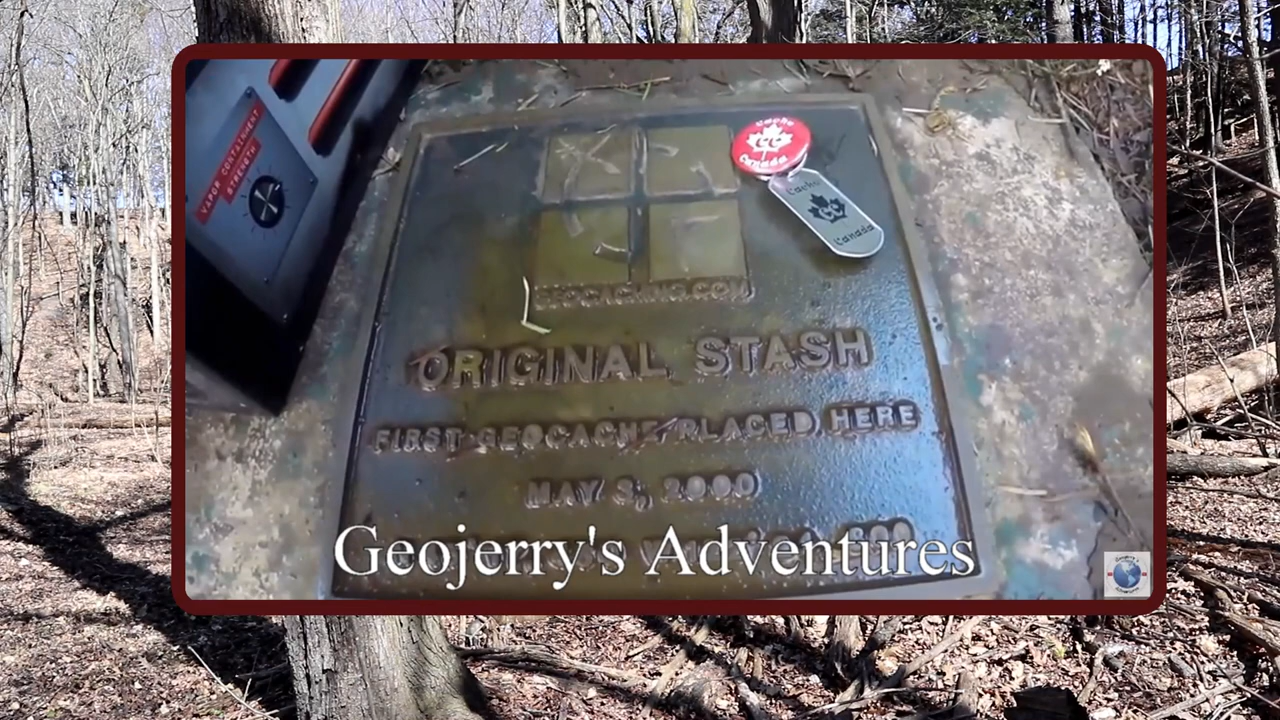 VAPOR CONTAINMENT
STRENGTH
Cache
Canada
Cache
Canada
GEOCACHING.COM
ORIGINAL STASH
FIRST GEOCACHE PLACED HERE
MAY 3, 2000
Geojerry's Adventures